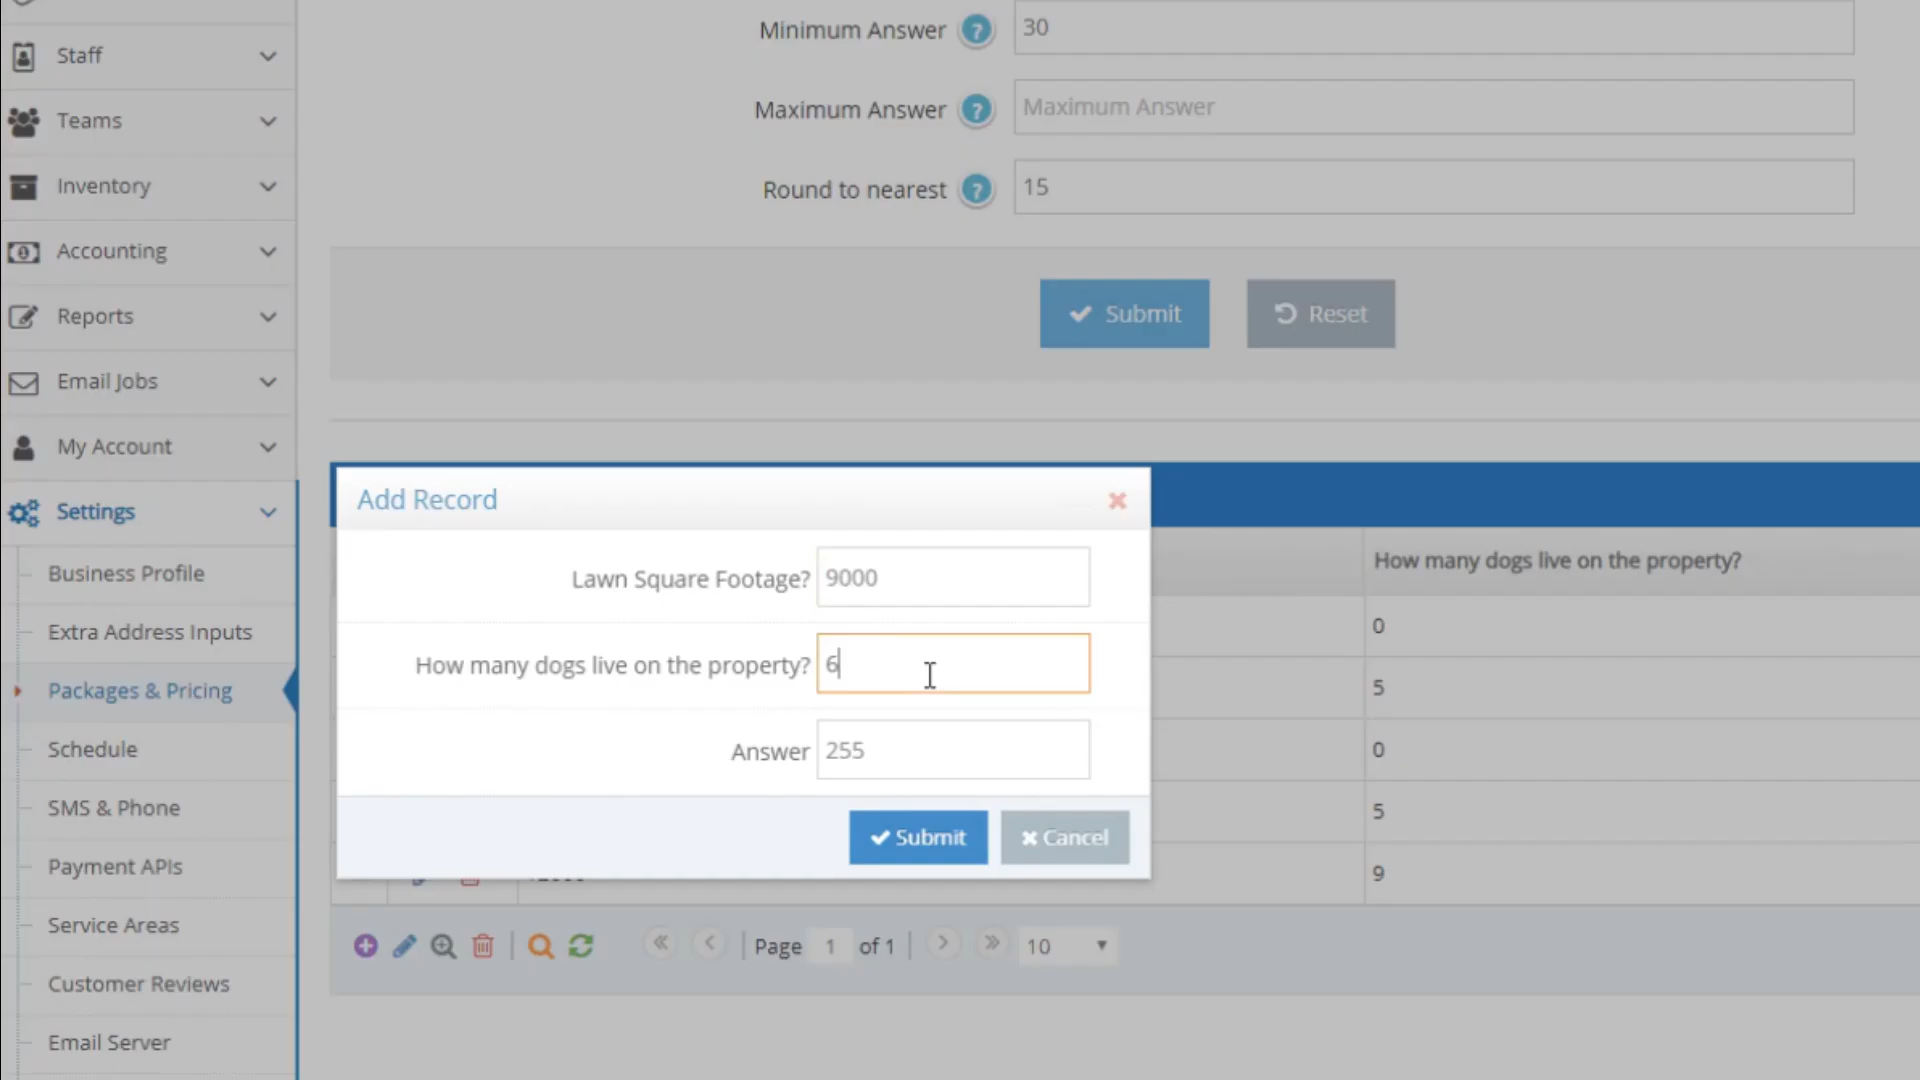 Minimum Answer ? 30
Staff
Maximum Answer ? Maximum Answer
Teams
Round to nearest ? 15
Inventory
Accounting
Submit Reset
Reports
Email Jobs
My Account
Add Record
Settings
How many dogs live on the property?
Lawn Square Footage? 9000
Business Profile
0
Extra Address Inputs
How many dogs live on the property? 6
5
Packages & Pricing
Schedule
0
Answer 255
SMS & Phone
5
Submit Cancel
Payment APIs
9
Service Areas
Page 1 of 1 10
Customer Reviews
Email Server